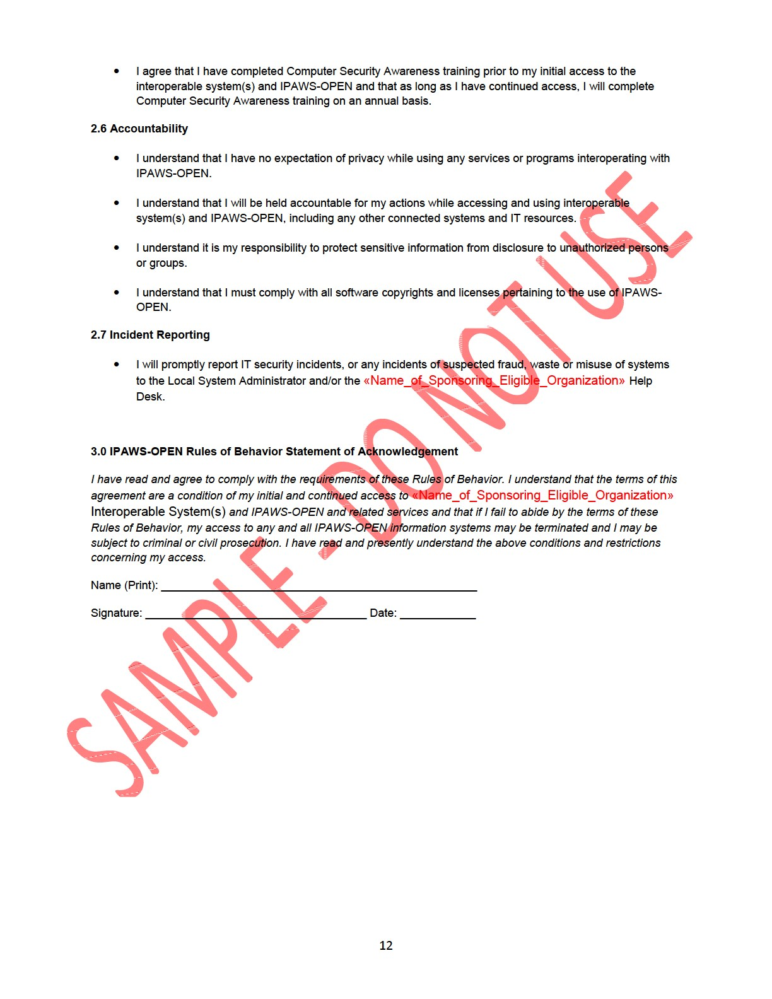 • I agree that I have completed Computer Security Awareness training prior to my initial access to the
interoperable system(s) and IPAWS-OPEN and that as long as I have continued access, I will complete
Computer Security Awareness training on an annual basis.
2.6 Accountability
• I understand that I have no expectation of privacy while using any services or programs interoperating with
IPAWS-OPEN.
• I understand that I will be held accountable for my actions while accessing and using interoperable
system(s) and IPAWS-OPEN, including any other connected systems and IT resources.
• I understand it is my responsibility to protect sensitive information from disclosure to unauthorized persons
or groups.
• I understand that I must comply with all software copyrights and licenses pertaining to the use of IPAWS-
OPEN.
2.7 Incident Reporting
• I will promptly report IT security incidents, or any incidents of suspected fraud, waste or misuse of systems
to the Local System Administrator and/or the «Name_of_Sponsoring_Eligible_Organization» Help
Desk.
3.0 IPAWS-OPEN Rules of Behavior Statement of Acknowledgement
I have read and agree to comply with the requirements of these Rules of Behavior. I understand that the terms of this
agreement are a condition of my initial and continued access to «Name_of_Sponsoring_Eligible_Organization»
Interoperable System(s) and IPAWS-OPEN and related services and that if I fail to abide by the terms of these
Rules of Behavior, my access to any and all IPAWS-OPEN information systems may be terminated and I may be
subject to criminal or civil prosecution. I have read and presently understand the above conditions and restrictions
concerning my access.
Name (Print): __________________________________________________
Signature: ___________________________________ Date: ____________
SAMPLE - DO NOT USE
12